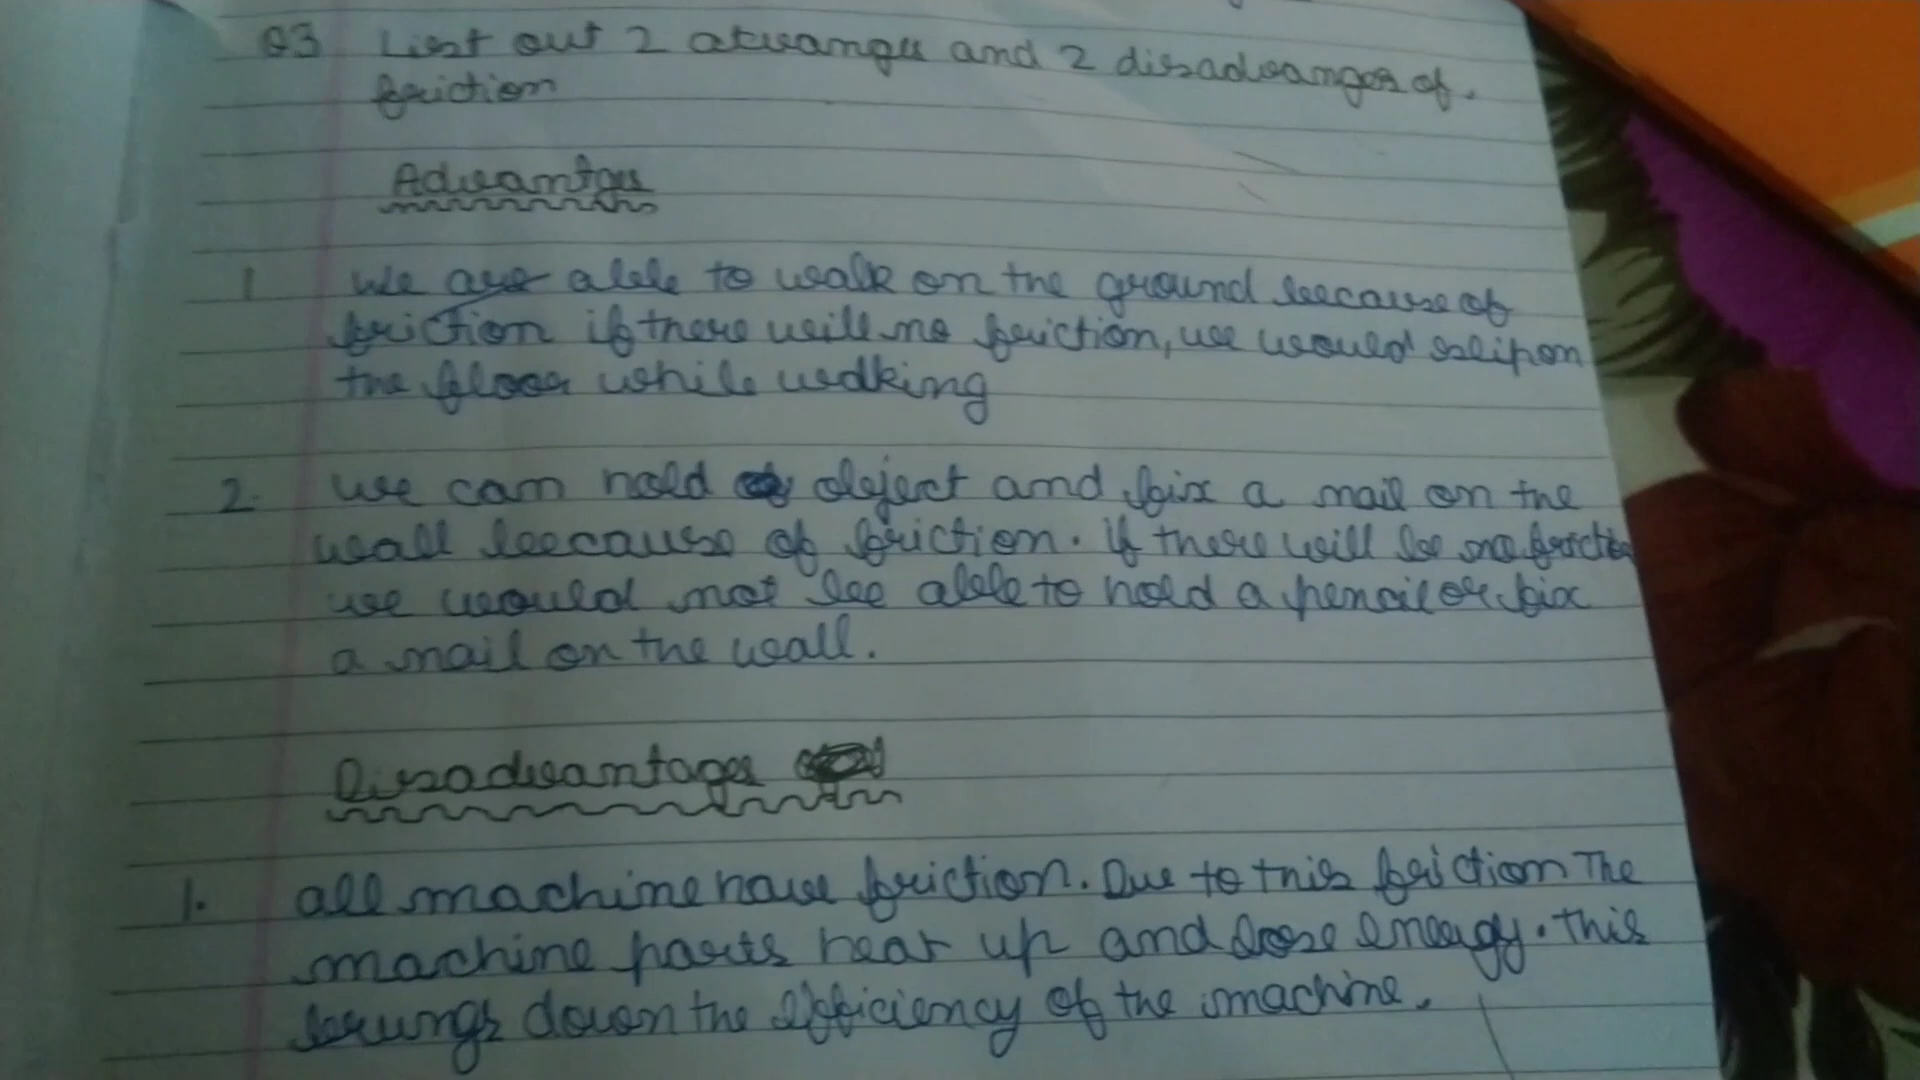 Q3 List out 2 atvangu and 2 disadvanges of.
friction
Advantgu
1 we are able to walk on the ground because of
friction if there will no friction, we would slip on
the floor while walking
2. we can hold object and fix a nail on the
wall because of friction. if there will be no friction
we would not be able to hold a pencil or fix
a nail on the wall.
Disadvantages
1. all machine have friction. Due to this friction The
machine parts heat up and lose energy. This
brings down the efficiency of the machine.